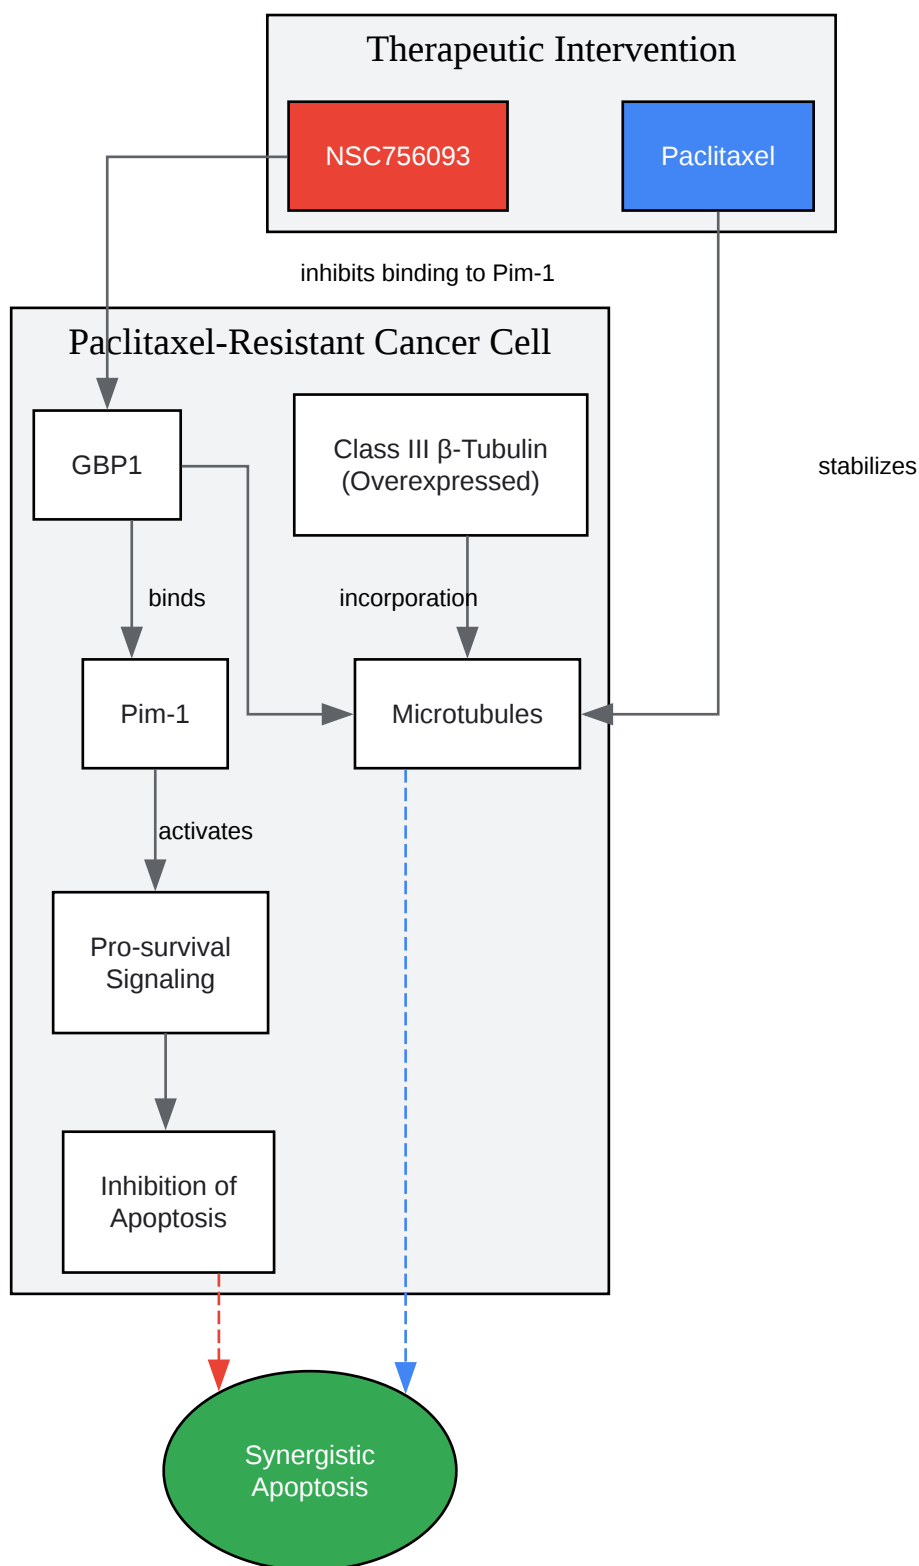 Therapeutic Intervention
NSC756093
Paclitaxel
inhibits binding to Pim-1
Paclitaxel-Resistant Cancer Cell
GBP1
Class III β-Tubulin
(Overexpressed)
stabilizes
binds
incorporation
Pim-1
Microtubules
activates
Pro-survival
Signaling
Inhibition of
Apoptosis
Synergistic
Apoptosis